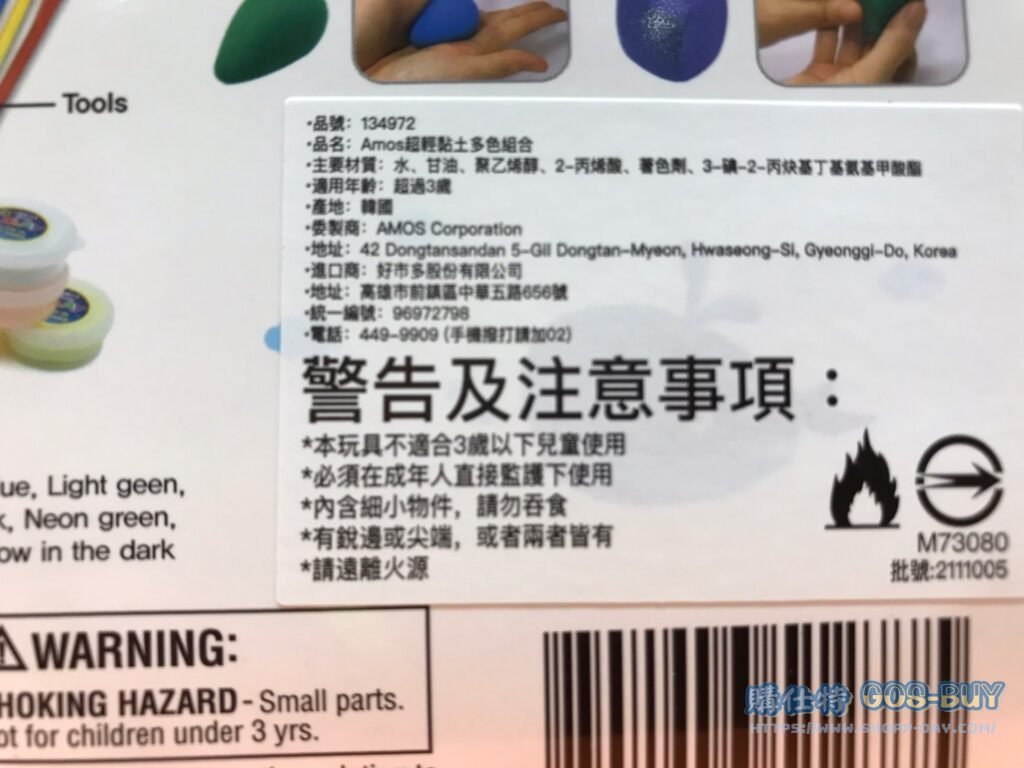 Tools
•品號：134972
•品名：Amos超輕黏土多色組合
•主要材質：水、甘油、聚乙烯醇、2-丙烯酸、著色劑、3-碘-2-丙炔基丁基氨基甲酸酯
•適用年齡：超過3歲
•產地：韓國
•委製商：AMOS Corporation
•地址：42 Dongtansandan 5-Gil Dongtan-Myeon, Hwaseong-Si, Gyeonggi-Do, Korea
•進口商：好市多股份有限公司
•地址：高雄市前鎮區中華五路656號
•統一編號：96972798
•電話：449-9909 (手機撥打請加02)
警告及注意事項：
*本玩具不適合3歲以下兒童使用
*必須在成年人直接監護下使用
*內含細小物件，請勿吞食
*有銳邊或尖端，或者兩者皆有
*請遠離火源
M73080
批號:2111005
ue, Light geen,
k, Neon green,
ow in the dark
WARNING:
HOKING HAZARD - Small parts.
ot for children under 3 yrs.
購仕特 GOS-BUY